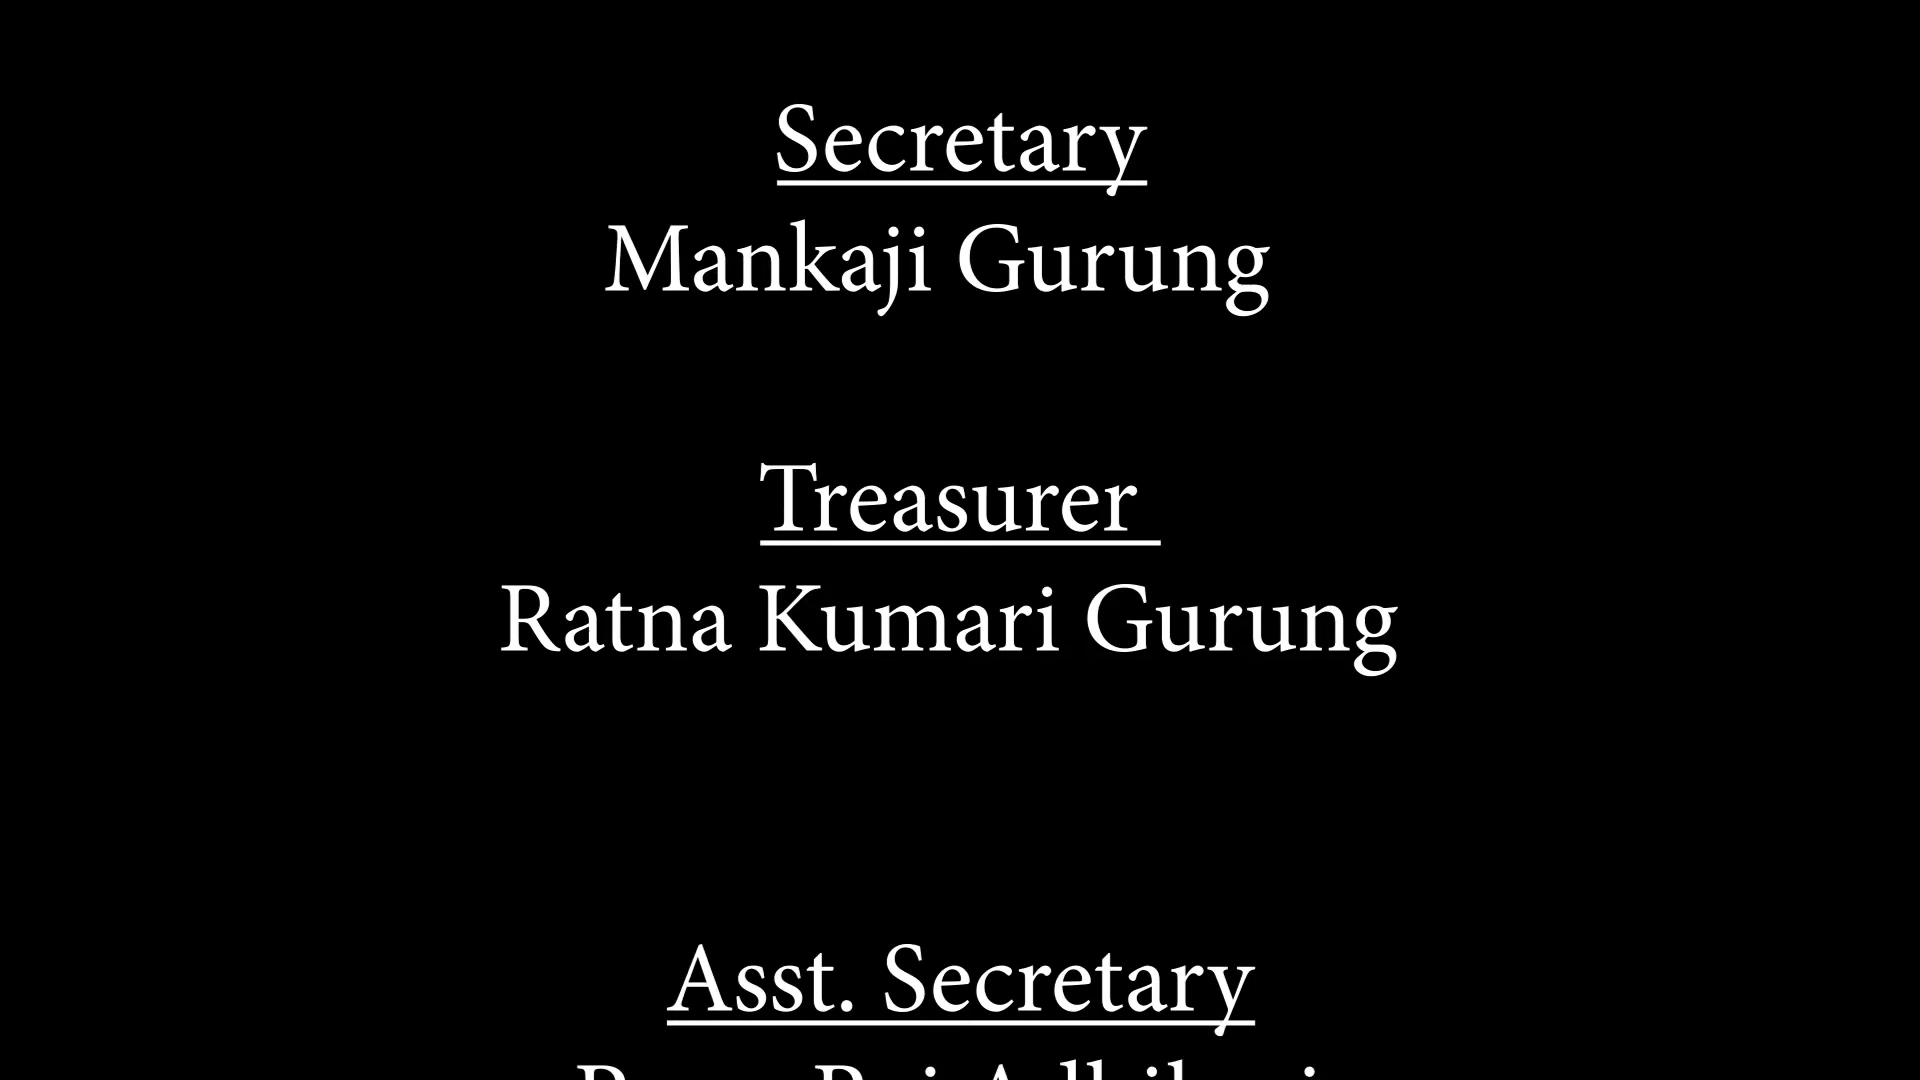 Secretary
Mankaji Gurung
Treasurer
Ratna Kumari Gurung
Asst. Secretary